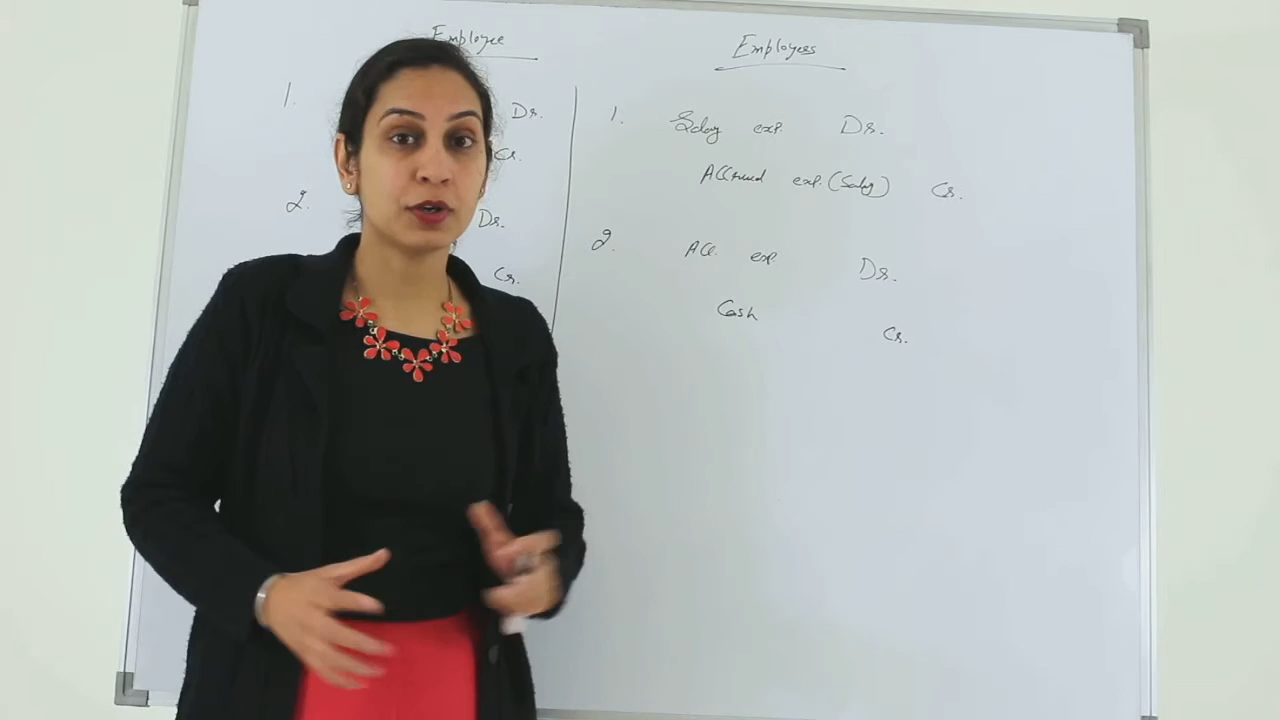 Employee
1. Dr.
Cr.
2. Dr.
Cr.
Employees
1. Salary exp. Dr.
Accrued exp. (Salary) Cr.
2. Acc. exp. Dr.
Cash
Cr.